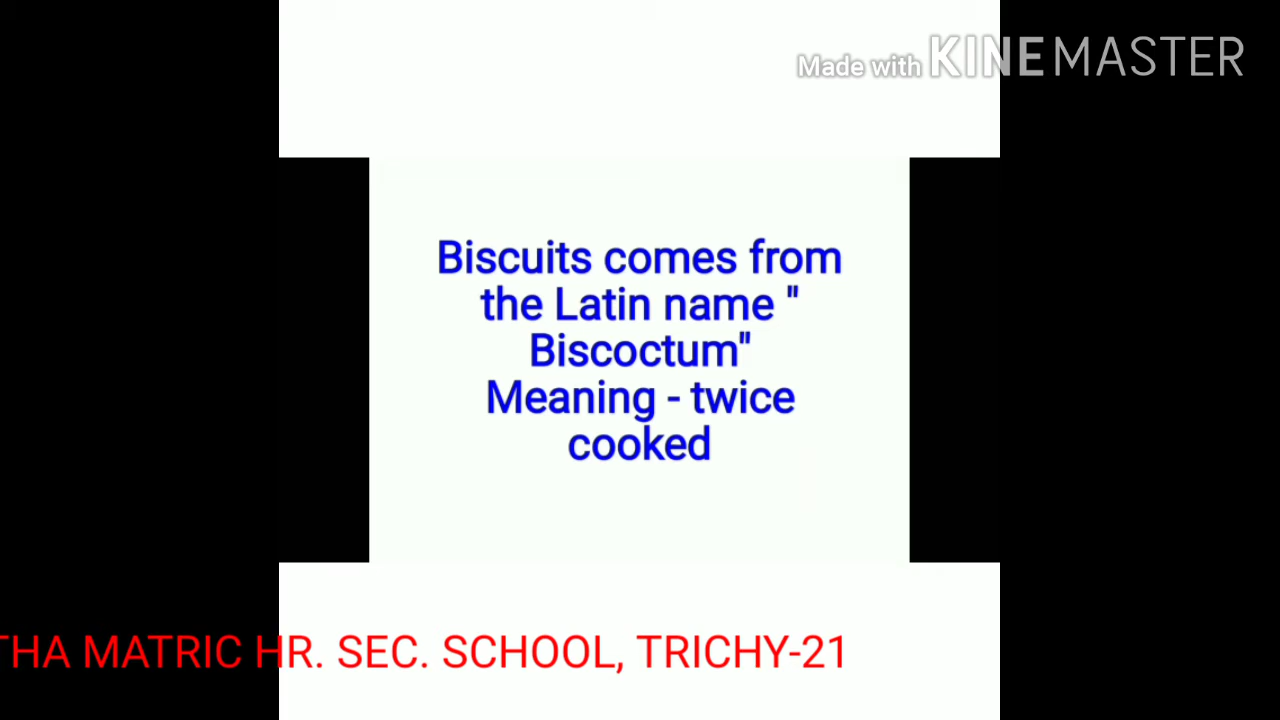 Made with KINEMASTER
Biscuits comes from
the Latin name "
Biscoctum"
Meaning - twice
cooked
THA MATRIC HR. SEC. SCHOOL, TRICHY-21